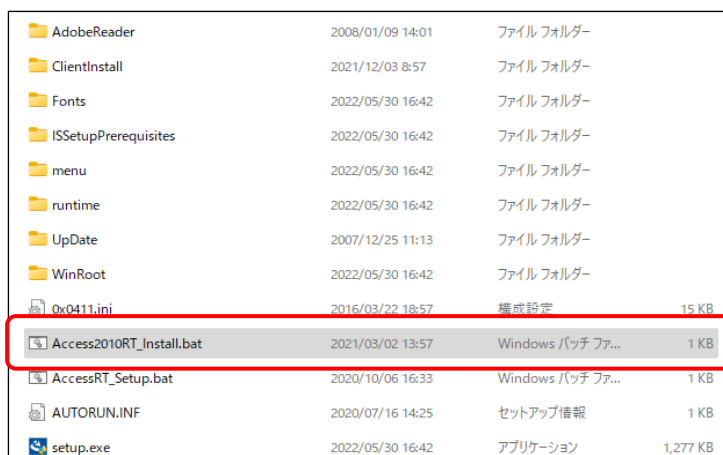 AdobeReader 2008/01/09 14:01 ファイル フォルダー
ClientInstall 2021/12/03 8:57 ファイル フォルダー
Fonts 2022/05/30 16:42 ファイル フォルダー
ISSetupPrerequisites 2022/05/30 16:42 ファイル フォルダー
menu 2022/05/30 16:42 ファイル フォルダー
runtime 2022/05/30 16:42 ファイル フォルダー
UpDate 2007/12/25 11:13 ファイル フォルダー
WinRoot 2022/05/30 16:42 ファイル フォルダー
0x0411.ini 2016/03/22 18:57 構成設定 15 KB
Access2010RT_Install.bat 2021/03/02 13:57 Windows バッチ ファ... 1 KB
AccessRT_Setup.bat 2020/10/06 16:33 Windows バッチ ファ... 1 KB
AUTORUN.INF 2020/07/16 14:25 セットアップ情報 1 KB
setup.exe 2022/05/30 16:42 アプリケーション 1,277 KB